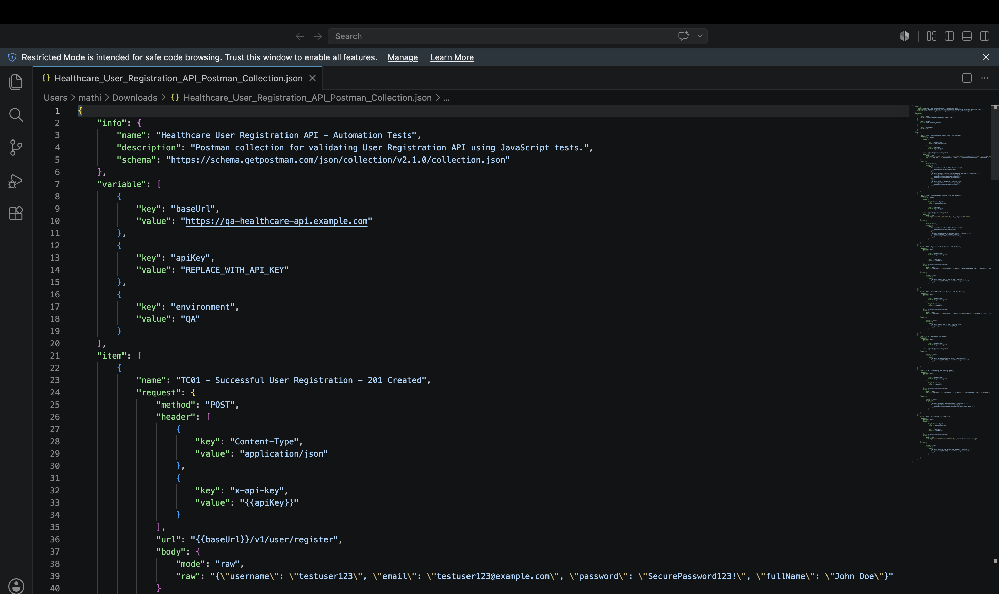 Search
Restricted Mode is intended for safe code browsing. Trust this window to enable all features. Manage Learn More
{} Healthcare_User_Registration_API_Postman_Collection.json
Users > mathi > Downloads > {} Healthcare_User_Registration_API_Postman_Collection.json > ...
1 {
2 "info": {
3 "name": "Healthcare User Registration API – Automation Tests",
4 "description": "Postman collection for validating User Registration API using JavaScript tests.",
5 "schema": "https://schema.getpostman.com/json/collection/v2.1.0/collection.json"
6 },
7 "variable": [
8 {
9 "key": "baseUrl",
10 "value": "https://qa-healthcare-api.example.com"
11 },
12 {
13 "key": "apiKey",
14 "value": "REPLACE_WITH_API_KEY"
15 },
16 {
17 "key": "environment",
18 "value": "QA"
19 }
20 ],
21 "item": [
22 {
23 "name": "TC01 – Successful User Registration – 201 Created",
24 "request": {
25 "method": "POST",
26 "header": [
27 {
28 "key": "Content-Type",
29 "value": "application/json"
30 },
31 {
32 "key": "x-api-key",
33 "value": "{{apiKey}}"
34 }
35 ],
36 "url": "{{baseUrl}}/v1/user/register",
37 "body": {
38 "mode": "raw",
39 "raw": "{\"username\": \"testuser123\", \"email\": \"testuser123@example.com\", \"password\": \"SecurePassword123!\", \"fullName\": \"John Doe\"}"
40 }